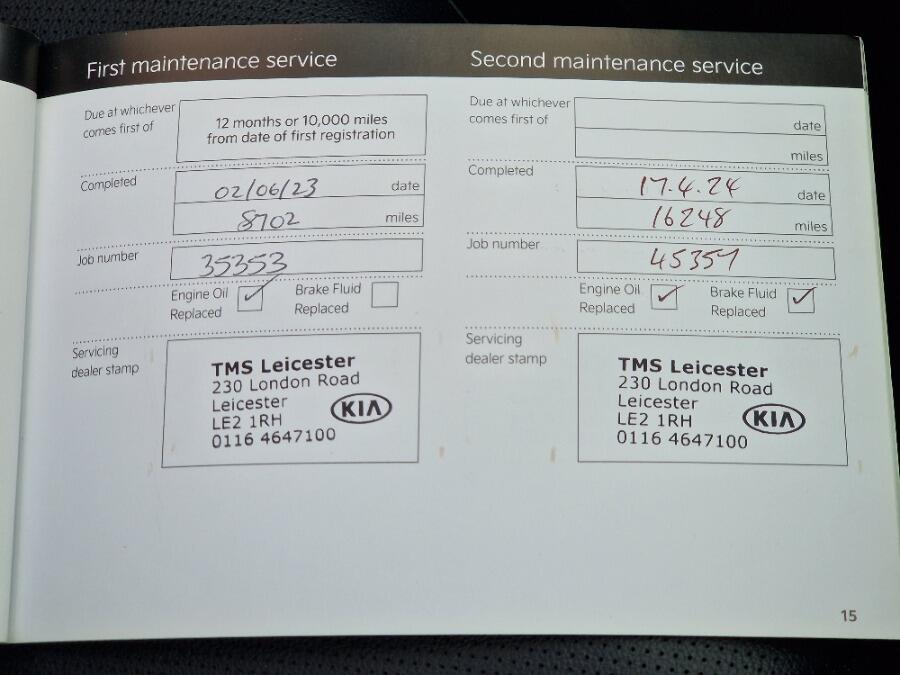 First maintenance service
Due at whichever
comes first of
12 months or 10,000 miles
from date of first registration
Completed
02/06/23 date
8702 miles
Job number
35353
Engine Oil
Replaced
Brake Fluid
Replaced
Servicing
dealer stamp
TMS Leicester
230 London Road
Leicester
LE2 1RH
0116 4647100
KIA
Second maintenance service
Due at whichever
comes first of
date
miles
Completed
17.4.24 date
16248 miles
Job number
Engine Oil
Replaced
Brake Fluid
Replaced
Servicing
dealer stamp
TMS Leicester
230 London Road
Leicester
LE2 1RH
0116 4647100
KIA
15